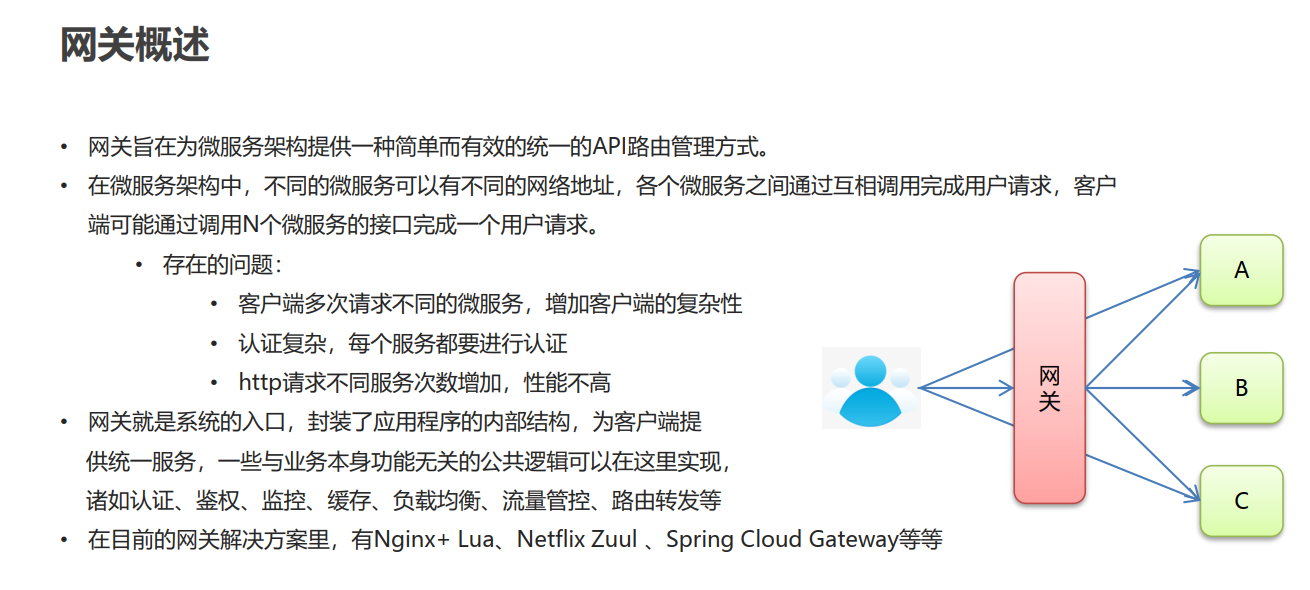 网关概述
• 网关旨在为微服务架构提供一种简单而有效的统一的API路由管理方式。
• 在微服务架构中，不同的微服务可以有不同的网络地址，各个微服务之间通过互相调用完成用户请求，客户
端可能通过调用N个微服务的接口完成一个用户请求。
• 存在的问题：
• 客户端多次请求不同的微服务，增加客户端的复杂性
• 认证复杂，每个服务都要进行认证
• http请求不同服务次数增加，性能不高
• 网关就是系统的入口，封装了应用程序的内部结构，为客户端提
供统一服务，一些与业务本身功能无关的公共逻辑可以在这里实现，
诸如认证、鉴权、监控、缓存、负载均衡、流量管控、路由转发等
• 在目前的网关解决方案里，有Nginx+ Lua、Netflix Zuul 、Spring Cloud Gateway等等
网
关
A
B
C